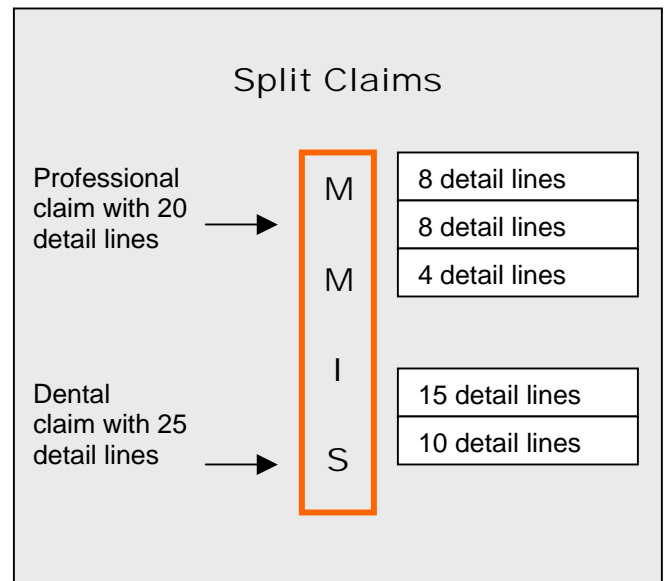 Split Claims
Professional
claim with 20
detail lines
M
M
I
S
8 detail lines
8 detail lines
4 detail lines
Dental
claim with 25
detail lines
15 detail lines
10 detail lines